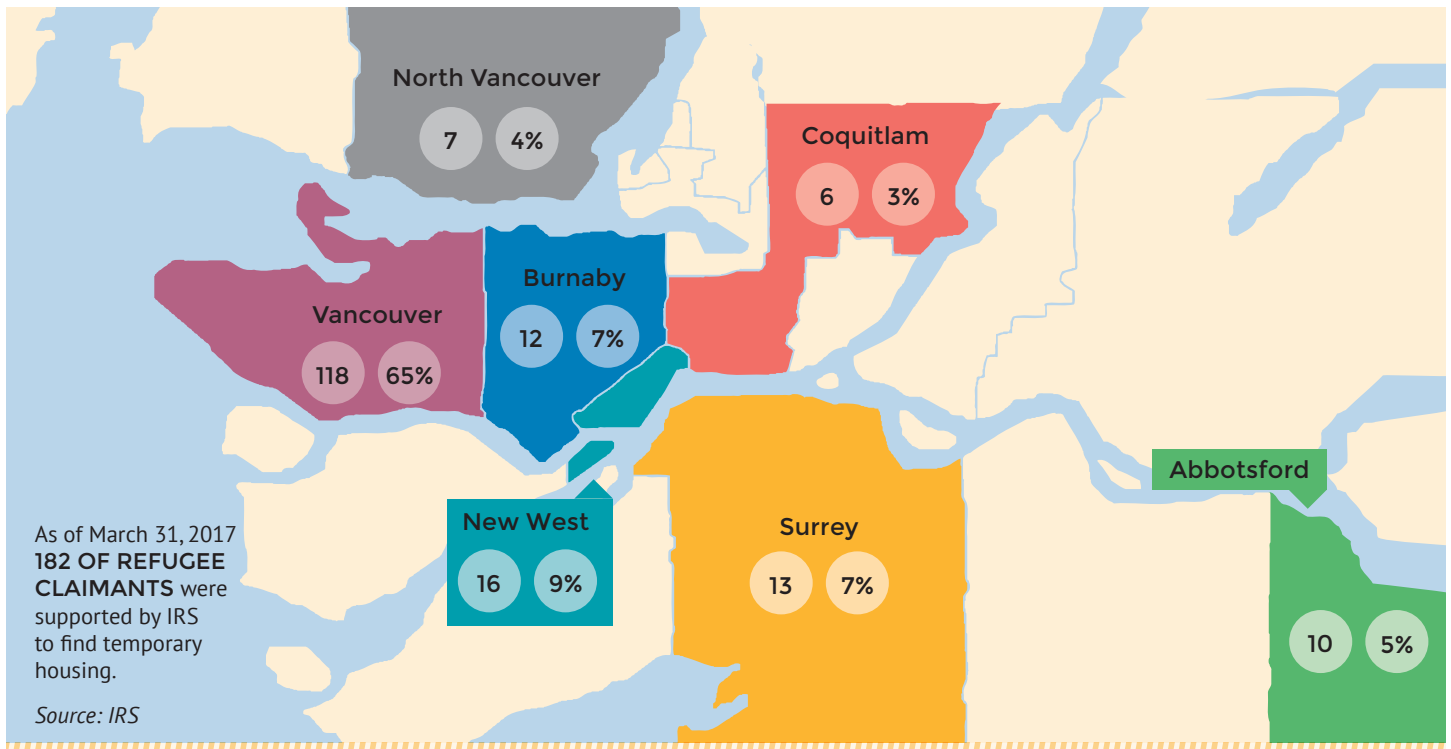 North Vancouver
7 4%
Coquitlam
6 3%
Burnaby
12 7%
Vancouver
118 65%
Abbotsford
10 5%
New West
16 9%
Surrey
13 7%
As of March 31, 2017
182 OF REFUGEE
CLAIMANTS were
supported by IRS
to find temporary
housing.
Source: IRS